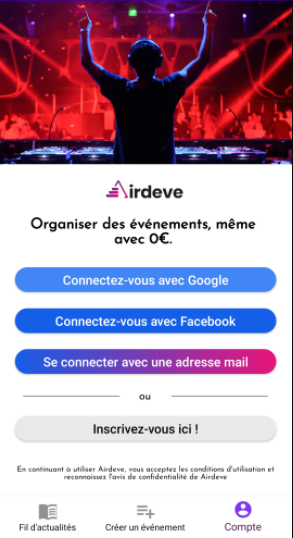 Airdeve
Organiser des événements, même
avec 0€.
Connectez-vous avec Google
Connectez-vous avec Facebook
Se connecter avec une adresse mail
ou
Inscrivez-vous ici !
En continuant à utiliser Airdeve, vous acceptez les conditions d'utilisation et
reconnaissez l'avis de confidentialité de Airdeve
Fil d'actualités
Créer un événement
Compte